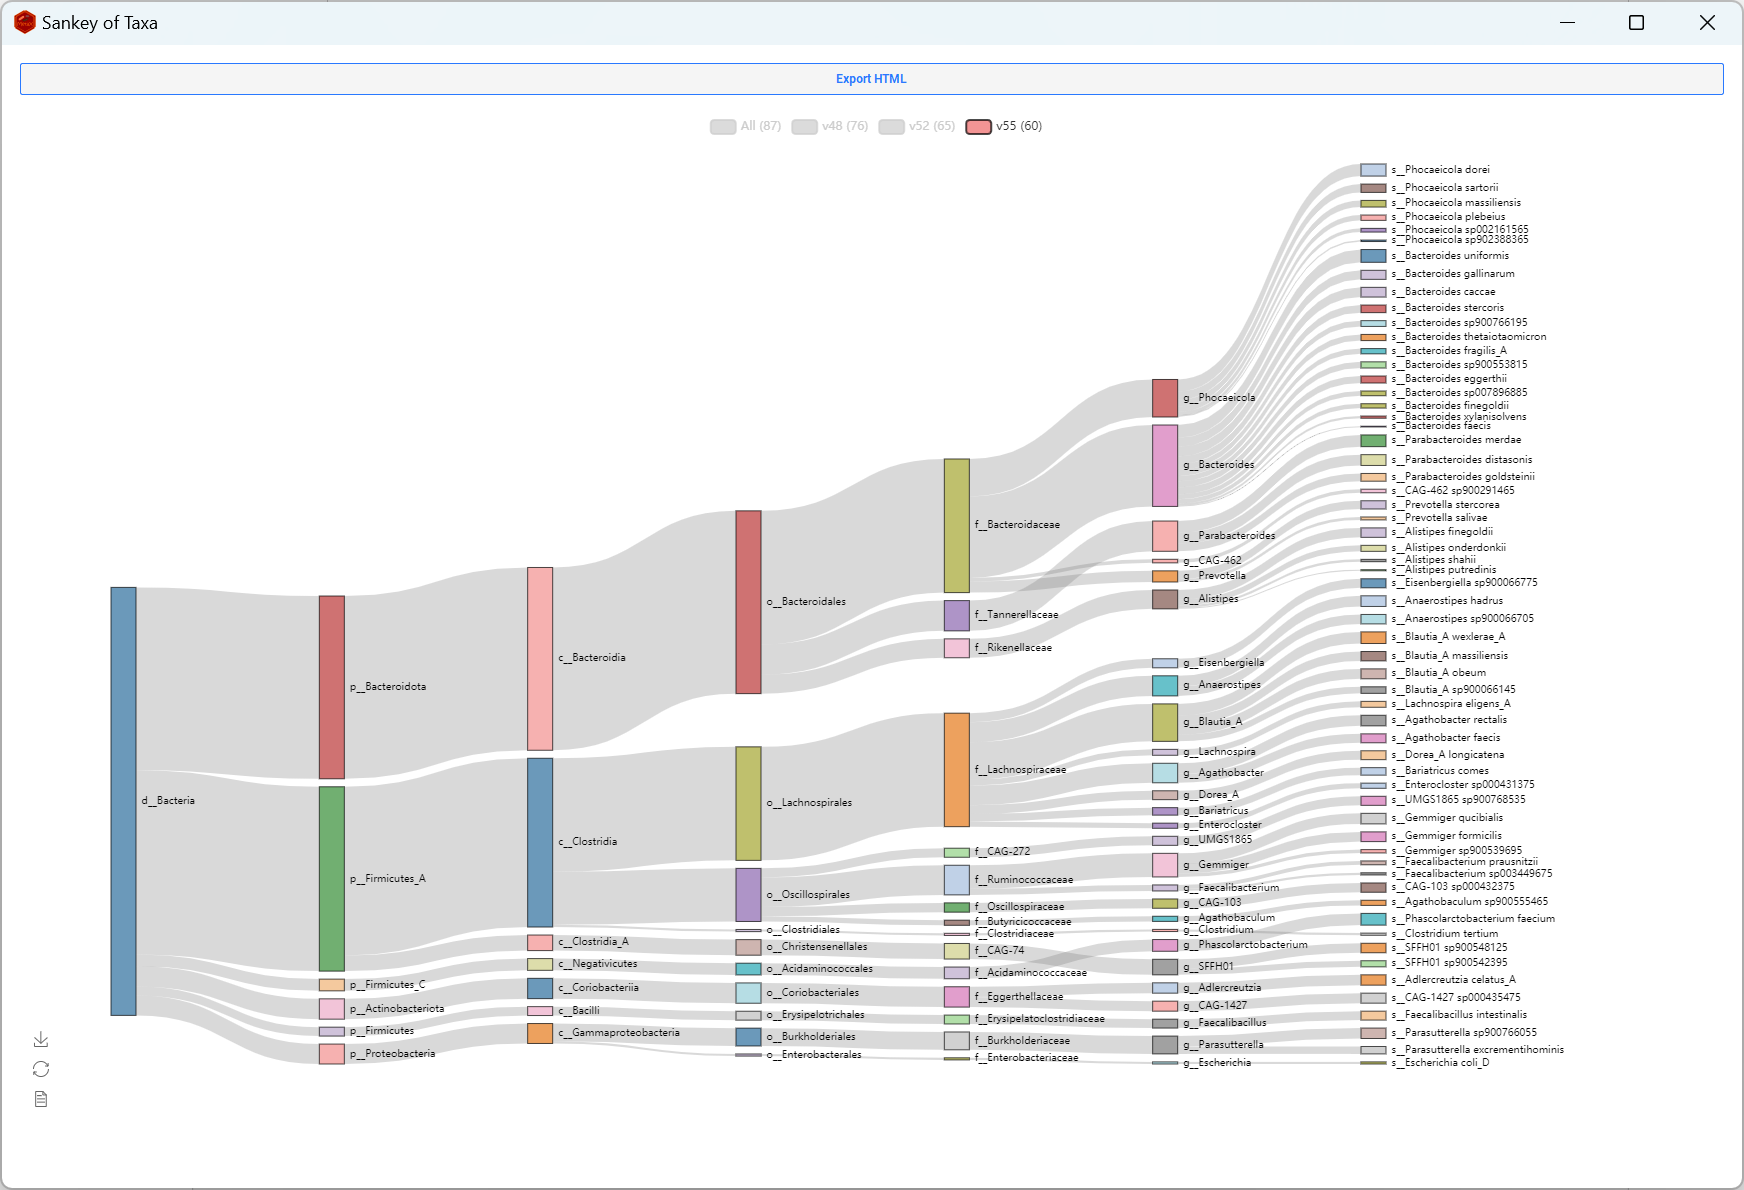 Sankey of Taxa
Export HTML
All (87)
v48 (76)
v52 (65)
v55 (60)
d__Bacteria
p__Bacteroidota
p__Firmicutes_A
p__Firmicutes_C
p__Actinobacteriota
p__Firmicutes
p__Proteobacteria
c__Bacteroidia
c__Clostridia
c__Clostridia_A
c__Negativicutes
c__Coriobacteriia
c__Bacilli
c__Gammaproteobacteria
o__Bacteroidales
o__Lachnospirales
o__Oscillospirales
o__Clostridiales
o__Christensenellales
o__Acidaminococcales
o__Coriobacteriales
o__Erysipelotrichales
o__Burkholderiales
o__Enterobacterales
f__Bacteroidaceae
f__Tannerellaceae
f__Rikenellaceae
f__Lachnospiraceae
f__CAG-272
f__Ruminococcaceae
f__Oscillospiraceae
f__Butyricicoccaceae
f__Clostridiaceae
f__CAG-74
f__Acidaminococcaceae
f__Eggerthellaceae
f__Erysipelatoclostridiaceae
f__Burkholderiaceae
f__Enterobacteriaceae
g__Phocaeicola
g__Bacteroides
g__Parabacteroides
g__CAG-462
g__Prevotella
g__Alistipes
g__Eisenbergiella
g__Anaerostipes
g__Blautia_A
g__Lachnospira
g__Agathobacter
g__Dorea_A
g__Bariatricus
g__Enterocloster
g__UMGS1865
g__Gemmiger
g__Faecalibacterium
g__CAG-103
g__Agathobaculum
g__Clostridium
g__Phascolarctobacterium
g__SFFH01
g__Adlercreutzia
g__CAG-1427
g__Faecalibacillus
g__Parasutterella
g__Escherichia
s__Phocaeicola dorei
s__Phocaeicola sartorii
s__Phocaeicola massiliensis
s__Phocaeicola plebeius
s__Phocaeicola sp002161565
s__Phocaeicola sp902388365
s__Bacteroides uniformis
s__Bacteroides gallinarum
s__Bacteroides caccae
s__Bacteroides stercoris
s__Bacteroides sp900766195
s__Bacteroides thetaiotaomicron
s__Bacteroides fragilis_A
s__Bacteroides sp900553815
s__Bacteroides eggerthii
s__Bacteroides sp007896885
s__Bacteroides finegoldii
s__Bacteroides xylanisolvens
s__Bacteroides faecis
s__Parabacteroides merdae
s__Parabacteroides distasonis
s__Parabacteroides goldsteinii
s__CAG-462 sp900291465
s__Prevotella stercorea
s__Prevotella salivae
s__Alistipes finegoldii
s__Alistipes onderdonkii
s__Alistipes shahii
s__Alistipes putredinis
s__Eisenbergiella sp900066775
s__Anaerostipes hadrus
s__Anaerostipes sp900066705
s__Blautia_A wexlerae_A
s__Blautia_A massiliensis
s__Blautia_A obeum
s__Blautia_A sp900066145
s__Lachnospira eligens_A
s__Agathobacter rectalis
s__Agathobacter faecis
s__Dorea_A longicatena
s__Bariatricus comes
s__Enterocloster sp000431375
s__UMGS1865 sp900768535
s__Gemmiger qucibialis
s__Gemmiger formicilis
s__Gemmiger sp900539695
s__Faecalibacterium prausnitzii
s__Faecalibacterium sp003449675
s__CAG-103 sp000432375
s__Agathobaculum sp900555465
s__Phascolarctobacterium faecium
s__Clostridium tertium
s__SFFH01 sp900548125
s__SFFH01 sp900542395
s__Adlercreutzia celatus_A
s__CAG-1427 sp000435475
s__Faecalibacillus intestinalis
s__Parasutterella sp900766055
s__Parasutterella excrementihominis
s__Escherichia coli_D